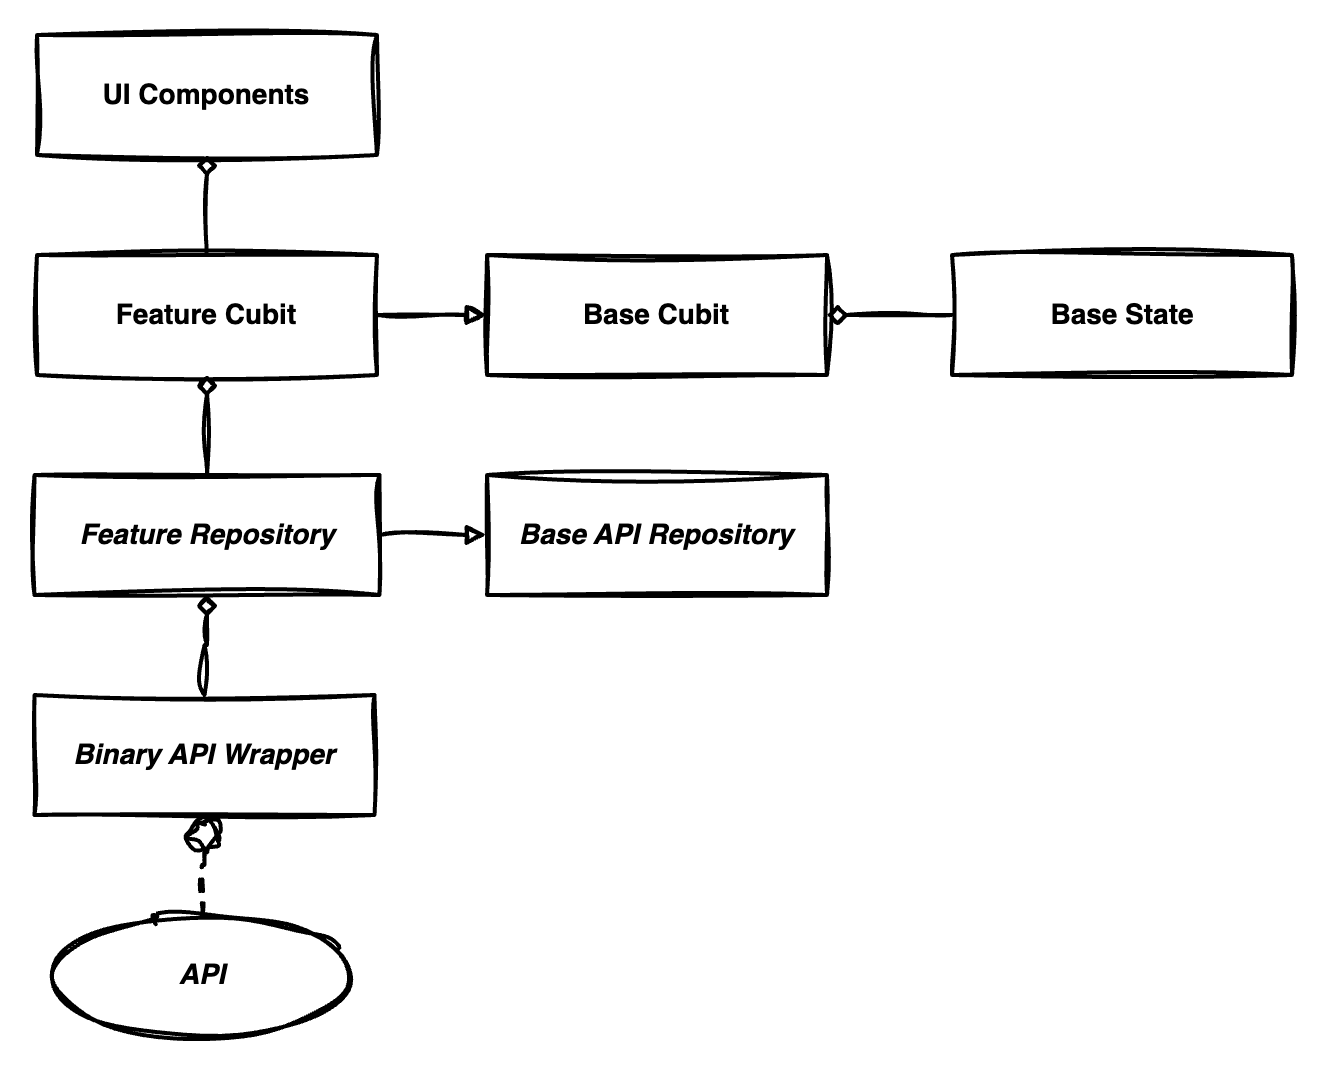 UI Components
Feature Cubit
Base Cubit
Base State
Feature Repository
Base API Repository
Binary API Wrapper
API